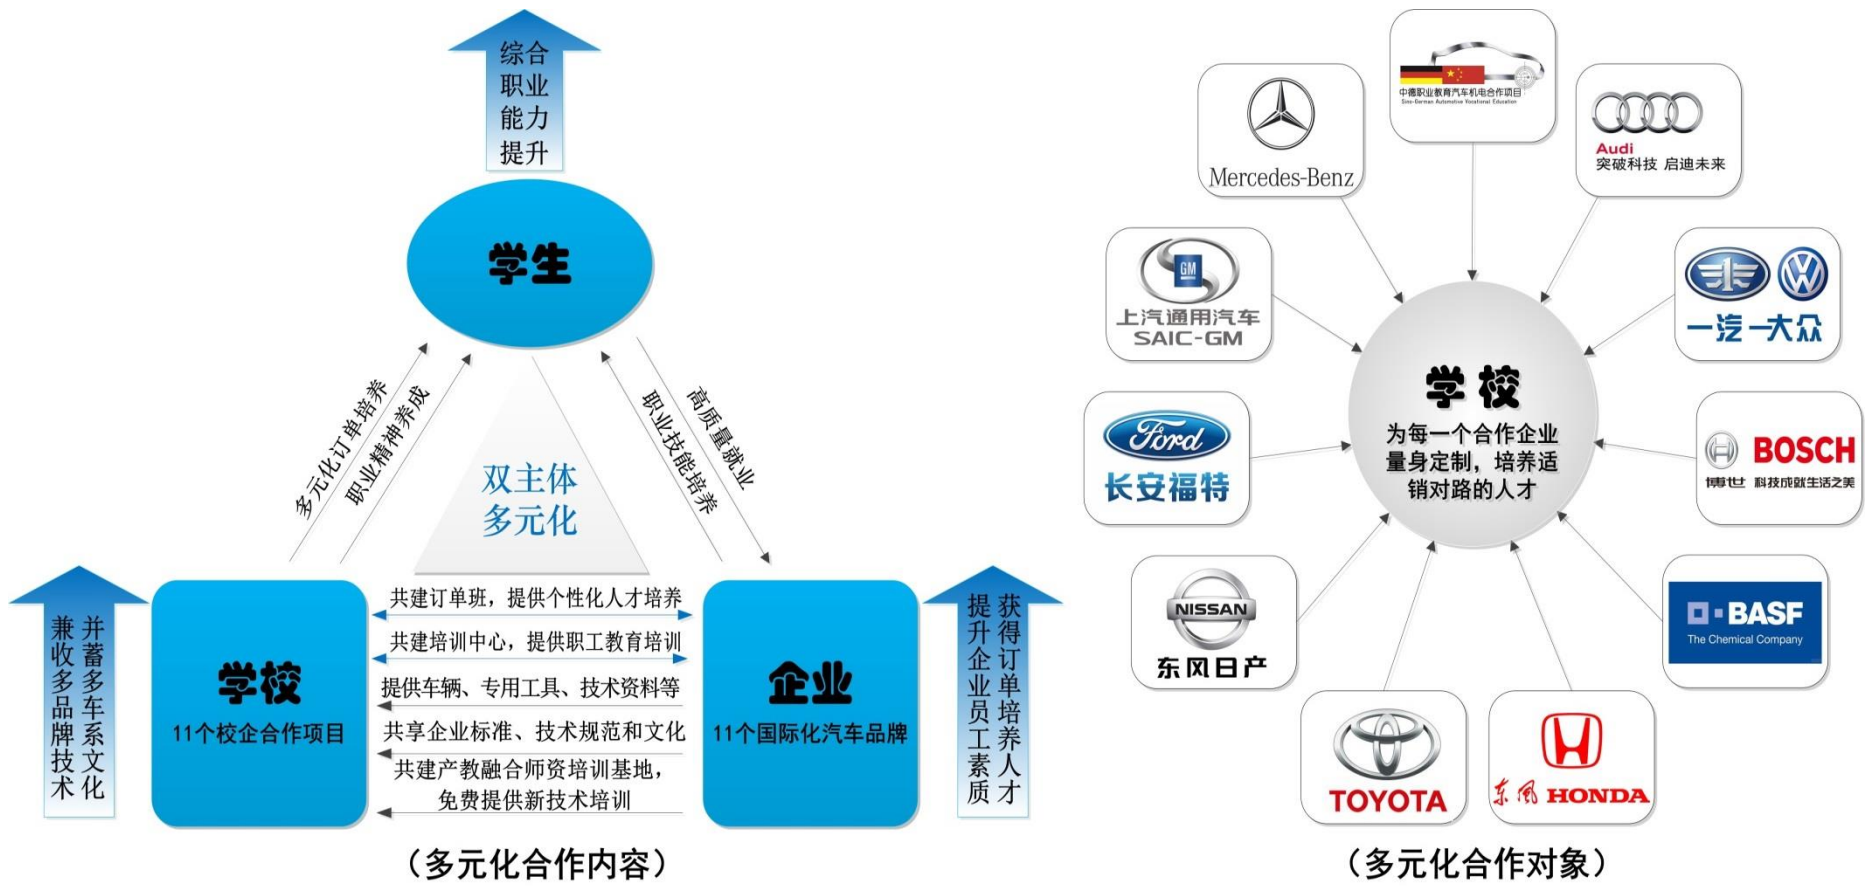 综合
职业
能力
提升
学生
多元化订单培养
职业精神养成
双主体
多元化
高质量就业
职业技能培养
兼收多品牌技术
并蓄多车系文化
学校
11个校企合作项目
共建订单班，提供个性化人才培养
共建培训中心，提供职工教育培训
提供车辆、专用工具、技术资料等
共享企业标准、技术规范和文化
共建产教融合师资培训基地，
免费提供新技术培训
企业
11个国际化汽车品牌
提升企业员工素质
获得订单培养人才
（多元化合作内容）
中德职业教育汽车机电合作项目
Sino-German Automotive Vocational Education
Mercedes-Benz
Audi
突破科技 启迪未来
GM
上汽通用汽车
SAIC-GM
一汽一大众
Ford
长安福特
BOSCH
博世 科技成就生活之美
NISSAN
东风日产
BASF
The Chemical Company
TOYOTA
东风 HONDA
学校
为每一个合作企业
量身定制，培养适
销对路的人才
（多元化合作对象）